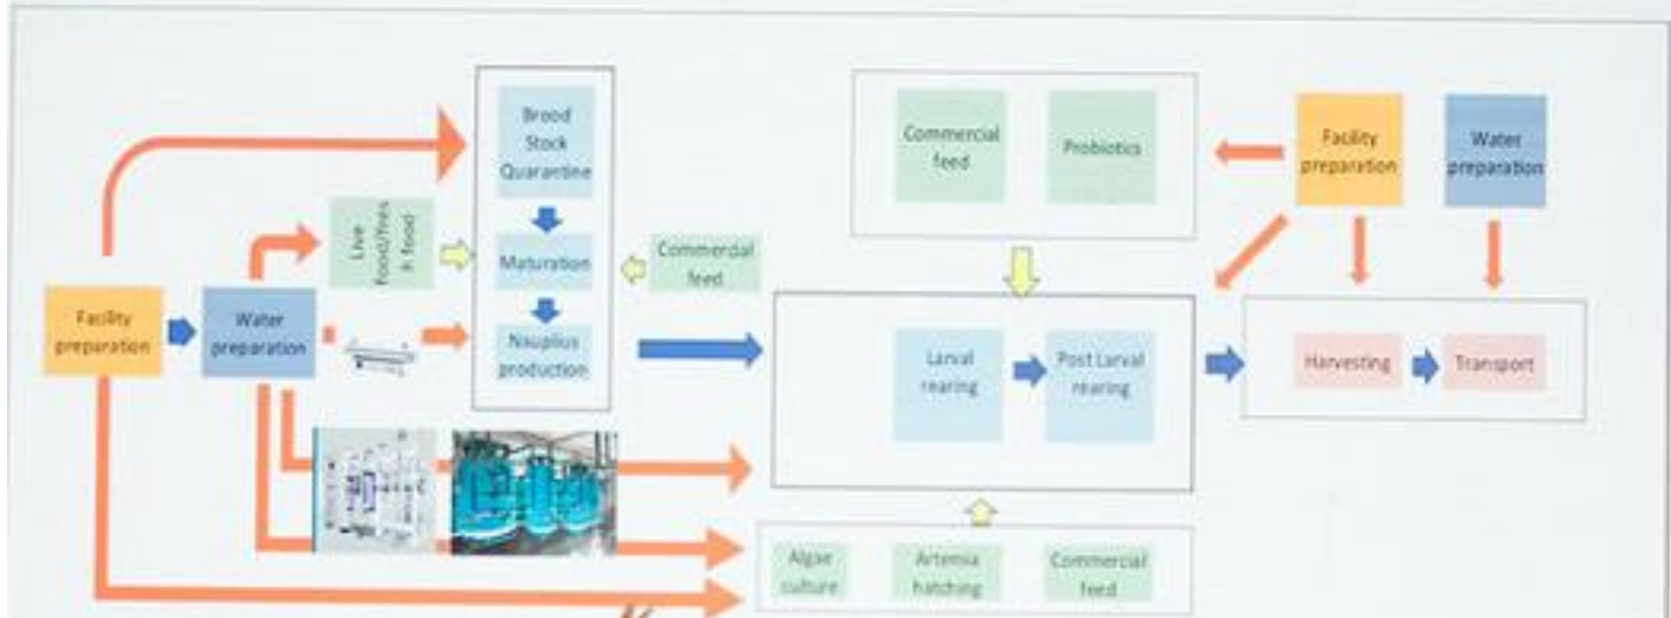 Brood
Stock
Quarantine
Maturation
Nauplius
production
Live
food/fres
h food
Commercial
feed
Facility
preparation
Water
preparation
Commercial
feed
Probiotics
Facility
preparation
Water
preparation
Larval
rearing
Post Larval
rearing
Harvesting
Transport
Algae
culture
Artemia
hatching
Commercial
feed